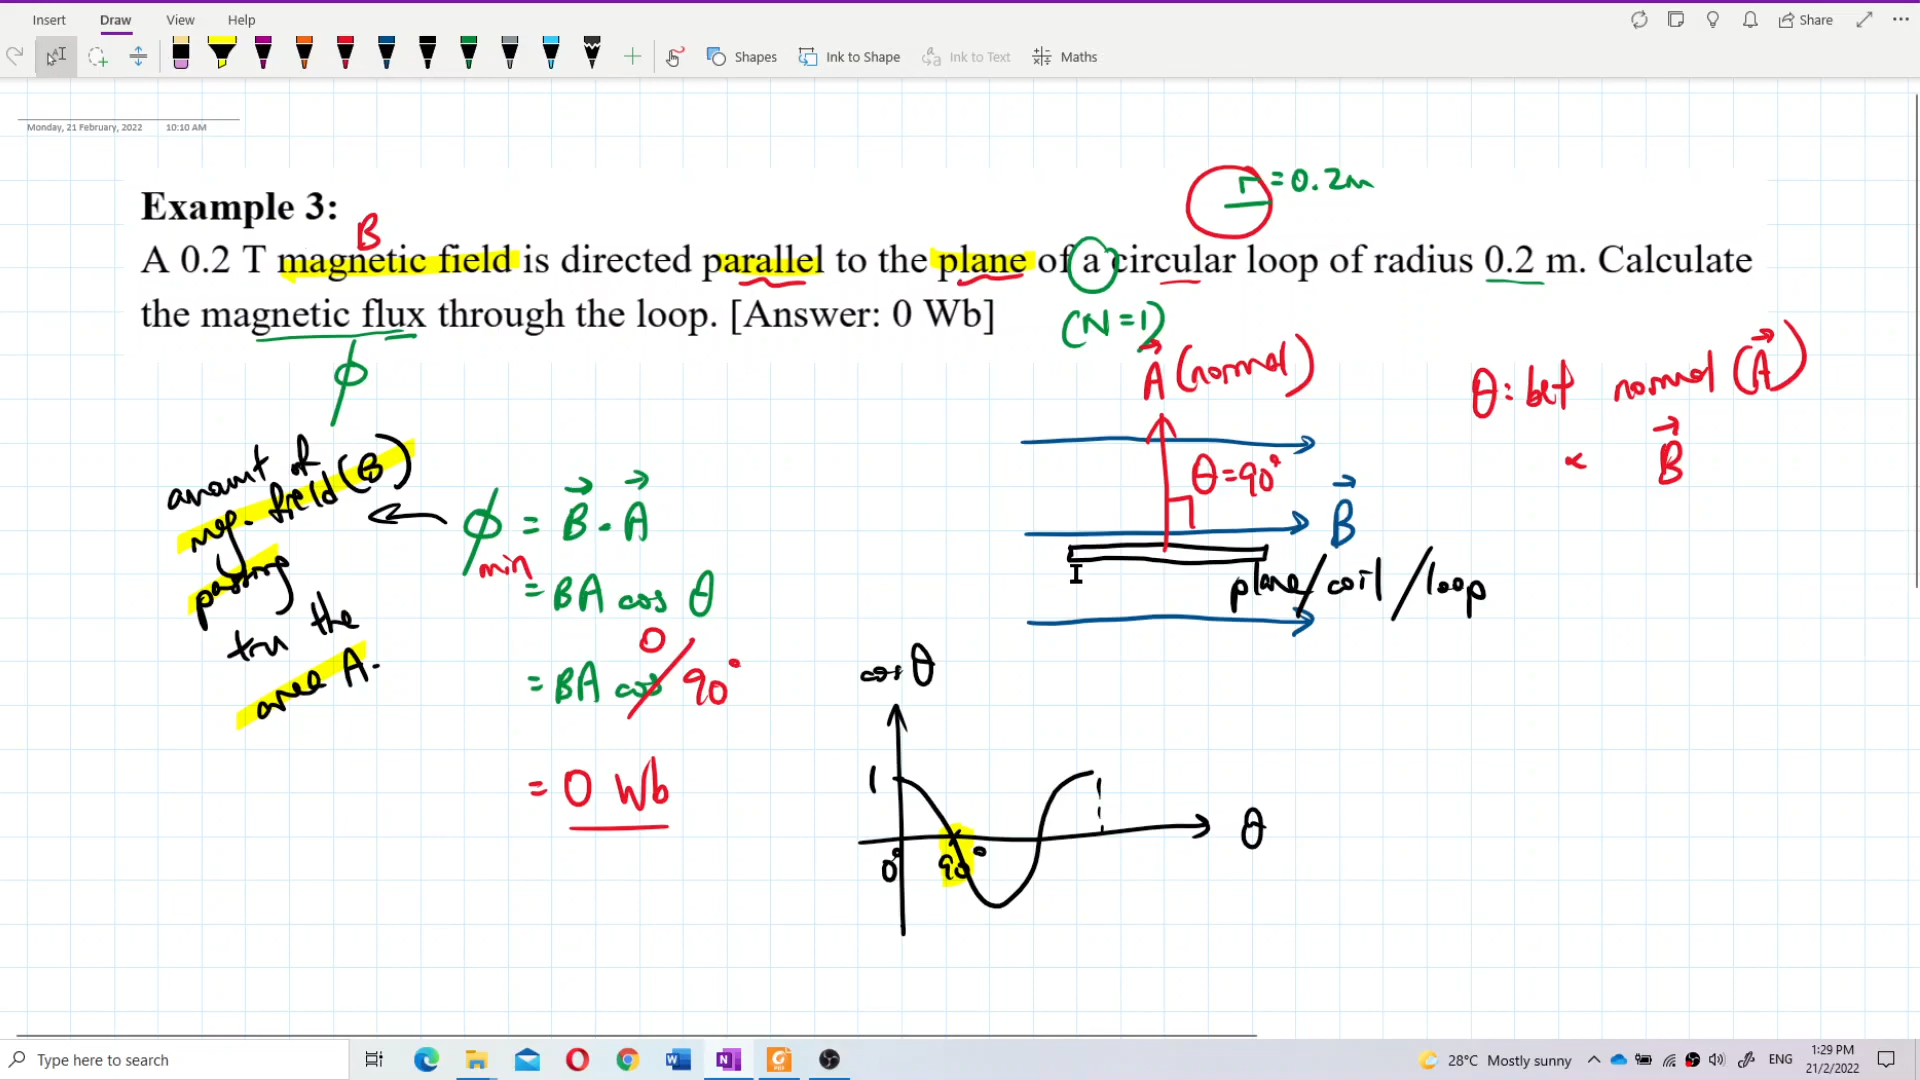 Insert Draw View Help
Share
Shapes Ink to Shape Ink to Text Maths
Monday, 21 February, 2022 10:10 AM
r = 0.2m
Example 3:
B
A 0.2 T magnetic field is directed parallel to the plane of a circular loop of radius 0.2 m. Calculate
the magnetic flux through the loop. [Answer: 0 Wb]
(N = 1)
ϕ
A (normal)
θ: bet normal (A)
B
amount of
mag. field (B)
passing
thru the
area A.
ϕ min = B . A
= BA cos θ
= BA cos 90° 0
= 0 Wb
θ = 90°
B
plane / coil / loop
cos θ
1
0° 90°
θ
Type here to search
28°C Mostly sunny
ENG
1:29 PM
21/2/2022